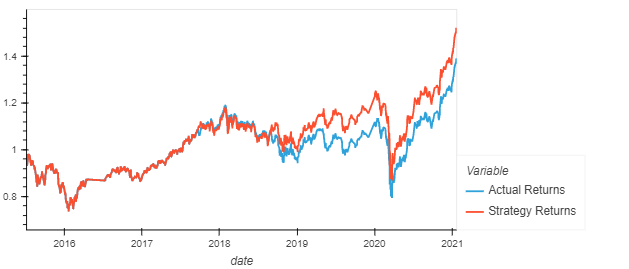 1.4
1.2
1
0.8
2016 2017 2018 2019 2020 2021
date
Variable
Actual Returns
Strategy Returns